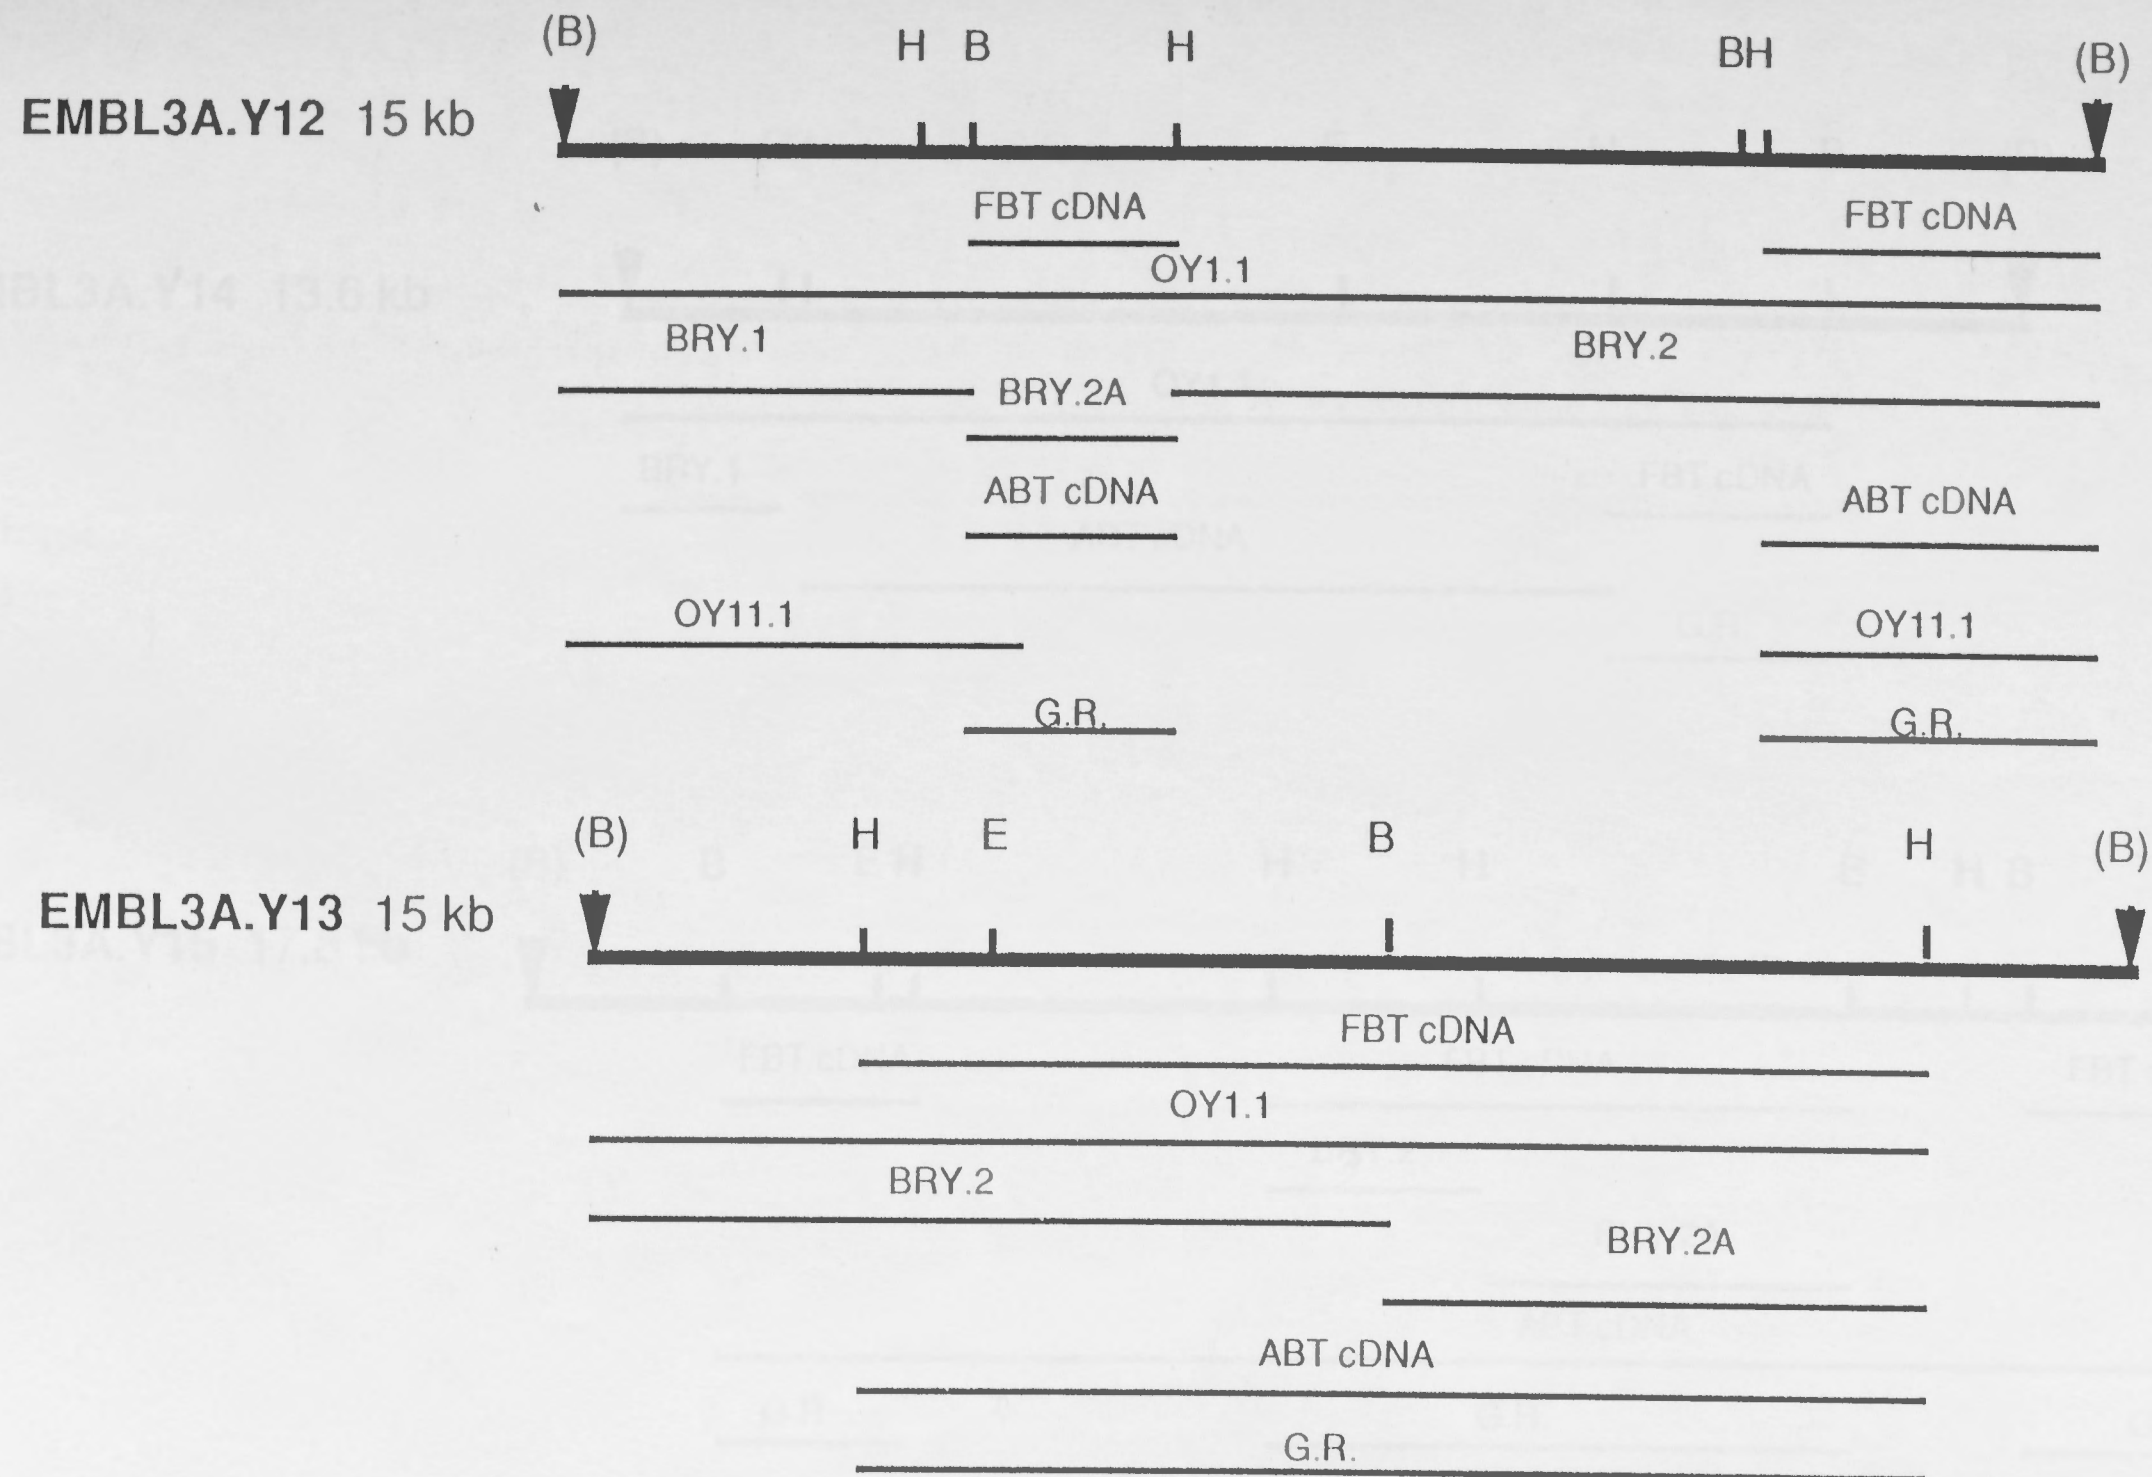 (B) H B H BH (B)
EMBL3A.Y12 15 kb
FBT cDNA FBT cDNA
OY1.1
BRY.1 BRY.2
BRY.2A
ABT cDNA ABT cDNA
OY11.1 OY11.1
G.R. G.R.
(B) H E B H (B)
EMBL3A.Y13 15 kb
FBT cDNA
OY1.1
BRY.2
BRY.2A
ABT cDNA
G.R.